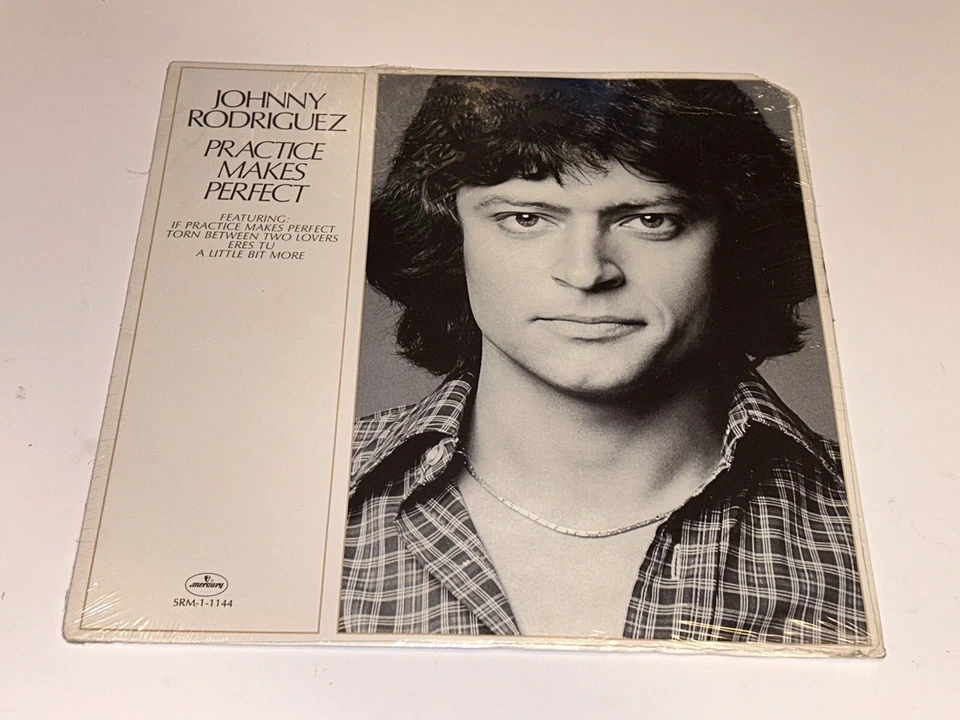 JOHNNY
RODRIGUEZ
PRACTICE
MAKES
PERFECT
FEATURING:
IF PRACTICE MAKES PERFECT
TORN BETWEEN TWO LOVERS
ERES TU
A LITTLE BIT MORE
mercury
SRM-1-1144